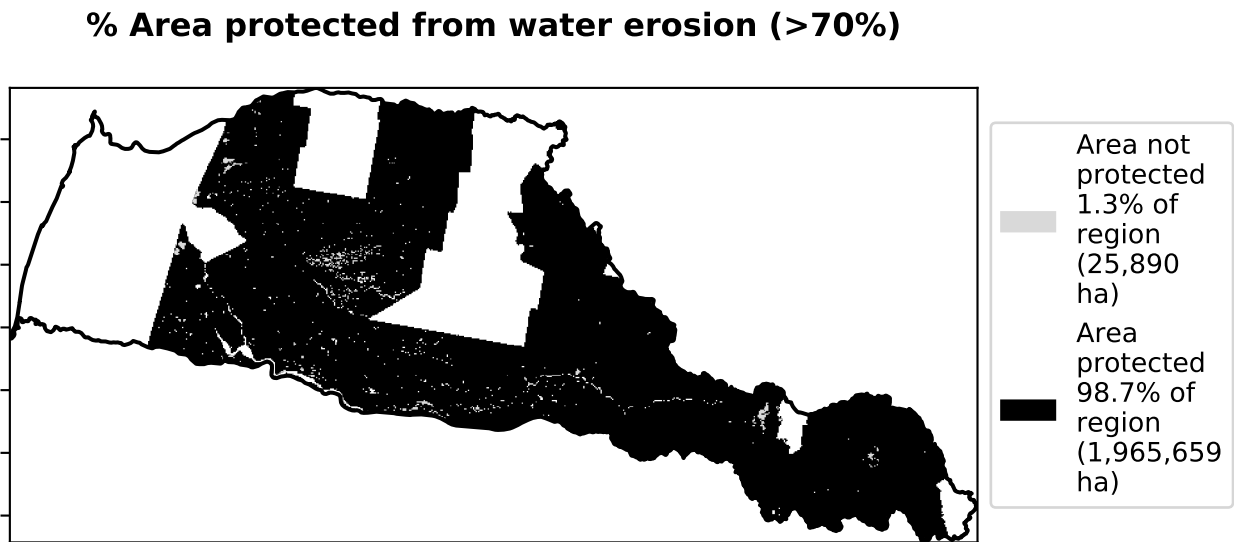 % Area protected from water erosion (>70%)
Area not
protected
1.3% of
region
(25,890
ha)
Area
protected
98.7% of
region
(1,965,659
ha)